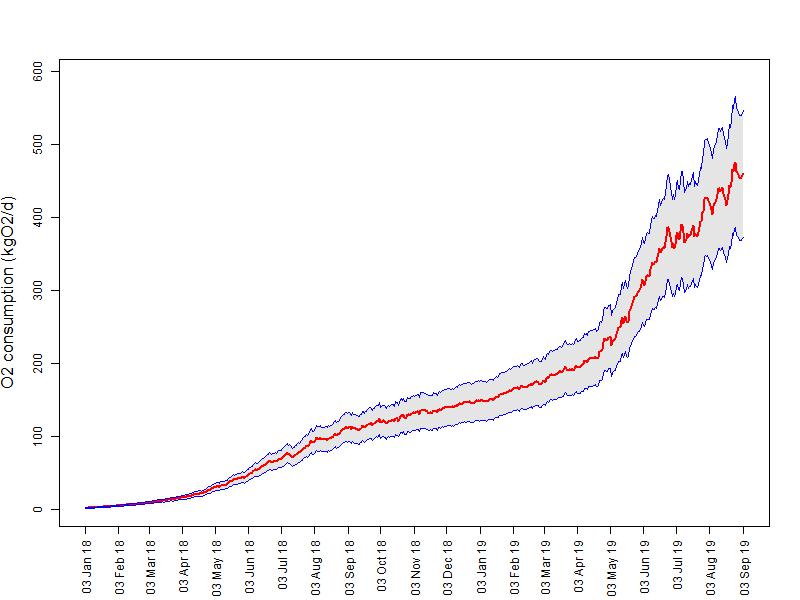 O2 consumption (kgO2/d)
600
500
400
300
200
100
0
03 Jan 18
03 Feb 18
03 Mar 18
03 Apr 18
03 May 18
03 Jun 18
03 Jul 18
03 Aug 18
03 Sep 18
03 Oct 18
03 Nov 18
03 Dec 18
03 Jan 19
03 Feb 19
03 Mar 19
03 Apr 19
03 May 19
03 Jun 19
03 Jul 19
03 Aug 19
03 Sep 19